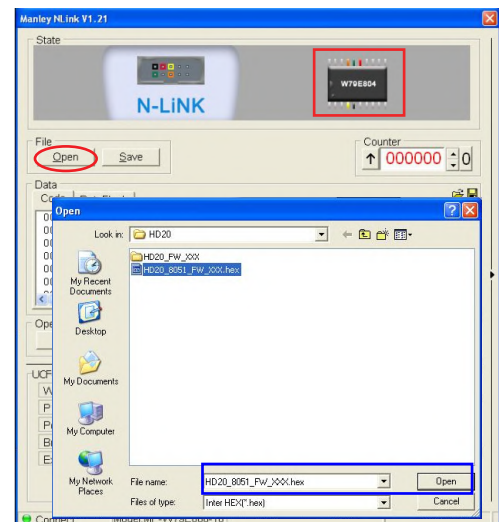 Manley NLink V1.21
State
N-LiNK
W79E804
File
Open Save
Counter
000000 0
Data
Open
Look in: HD20
HD20_FW_XXX
HD20_8051_FW_XXX.hex
My Recent
Documents
Desktop
My Documents
My Computer
My Network
Places
File name: HD20_8051_FW_XXX.hex Open
Files of type: Inter HEX(*.hex) Cancel
Connect